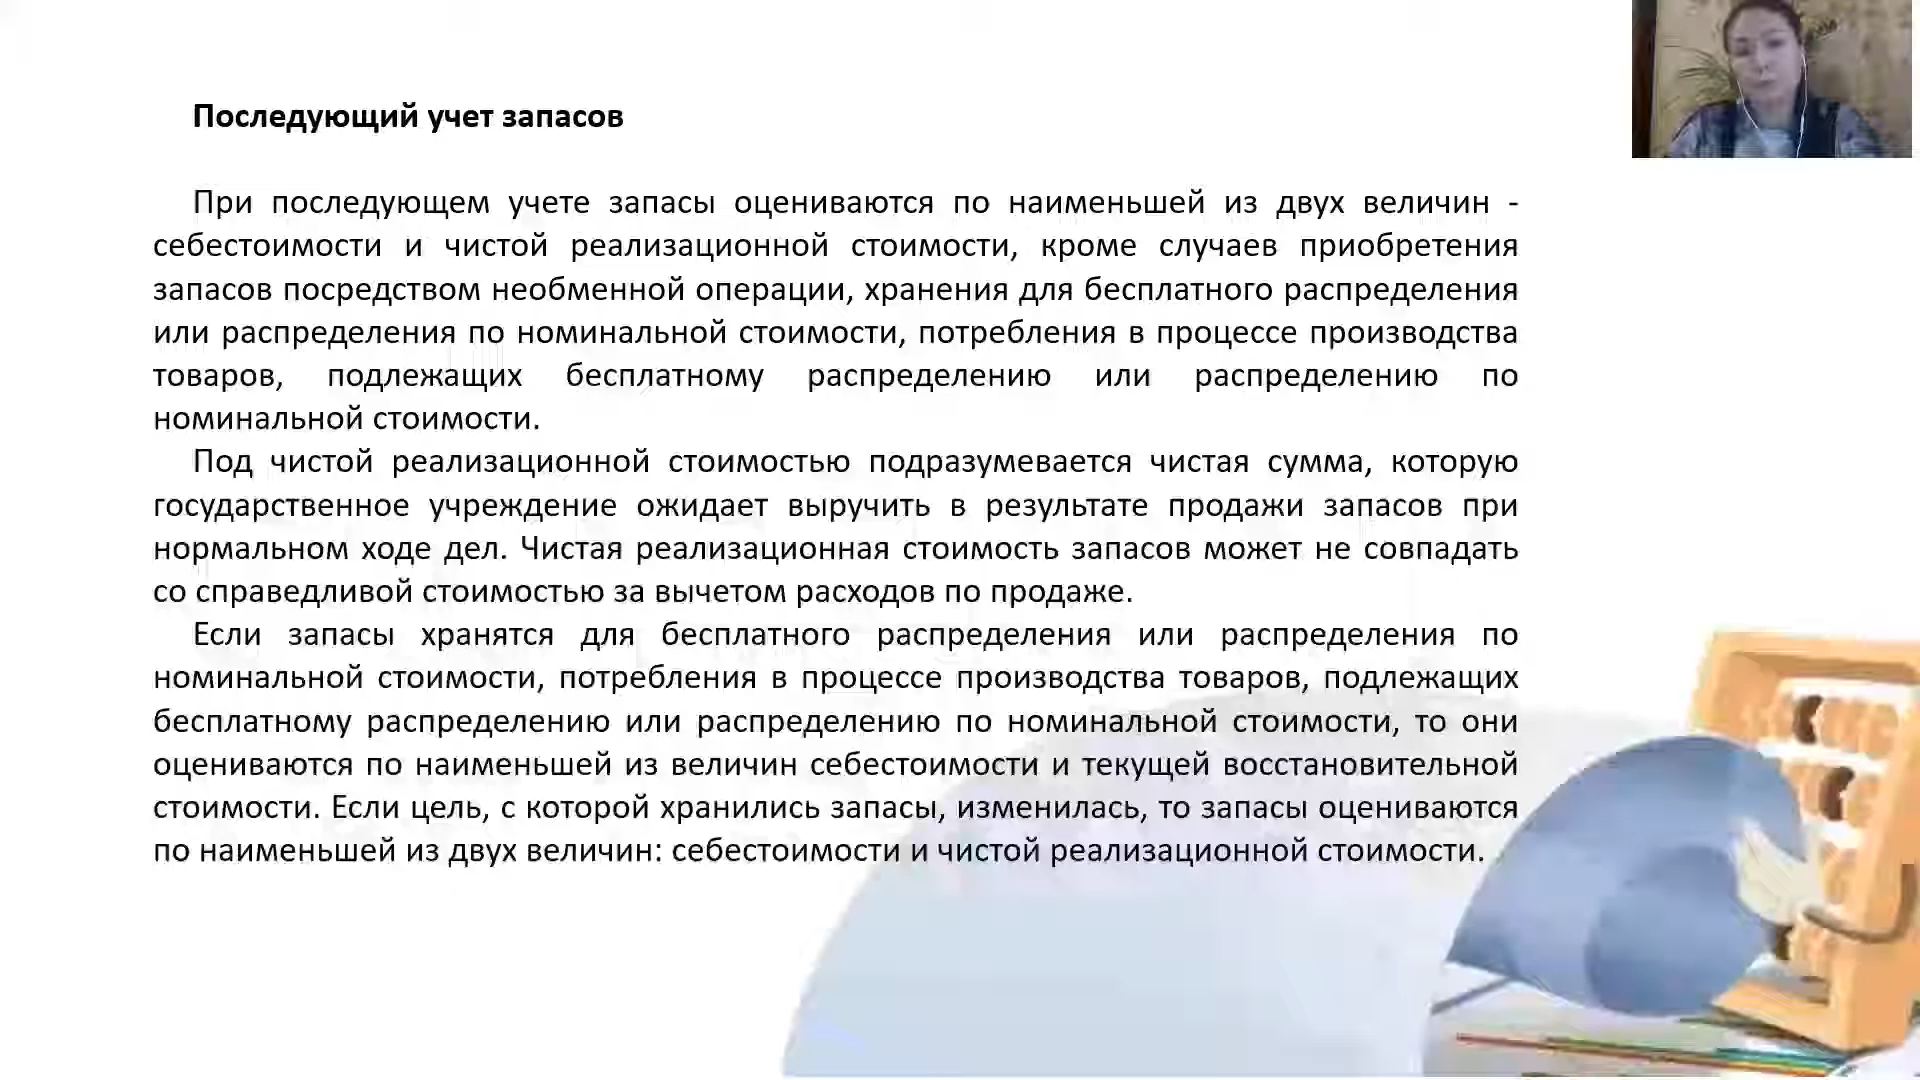 Последующий учет запасов
При последующем учете запасы оцениваются по наименьшей из двух величин -
себестоимости и чистой реализационной стоимости, кроме случаев приобретения
запасов посредством необменной операции, хранения для бесплатного распределения
или распределения по номинальной стоимости, потребления в процессе производства
товаров, подлежащих бесплатному распределению или распределению по
номинальной стоимости.
Под чистой реализационной стоимостью подразумевается чистая сумма, которую
государственное учреждение ожидает выручить в результате продажи запасов при
нормальном ходе дел. Чистая реализационная стоимость запасов может не совпадать
со справедливой стоимостью за вычетом расходов по продаже.
Если запасы хранятся для бесплатного распределения или распределения по
номинальной стоимости, потребления в процессе производства товаров, подлежащих
бесплатному распределению или распределению по номинальной стоимости, то они
оцениваются по наименьшей из величин себестоимости и текущей восстановительной
стоимости. Если цель, с которой хранились запасы, изменилась, то запасы оцениваются
по наименьшей из двух величин: себестоимости и чистой реализационной стоимости.